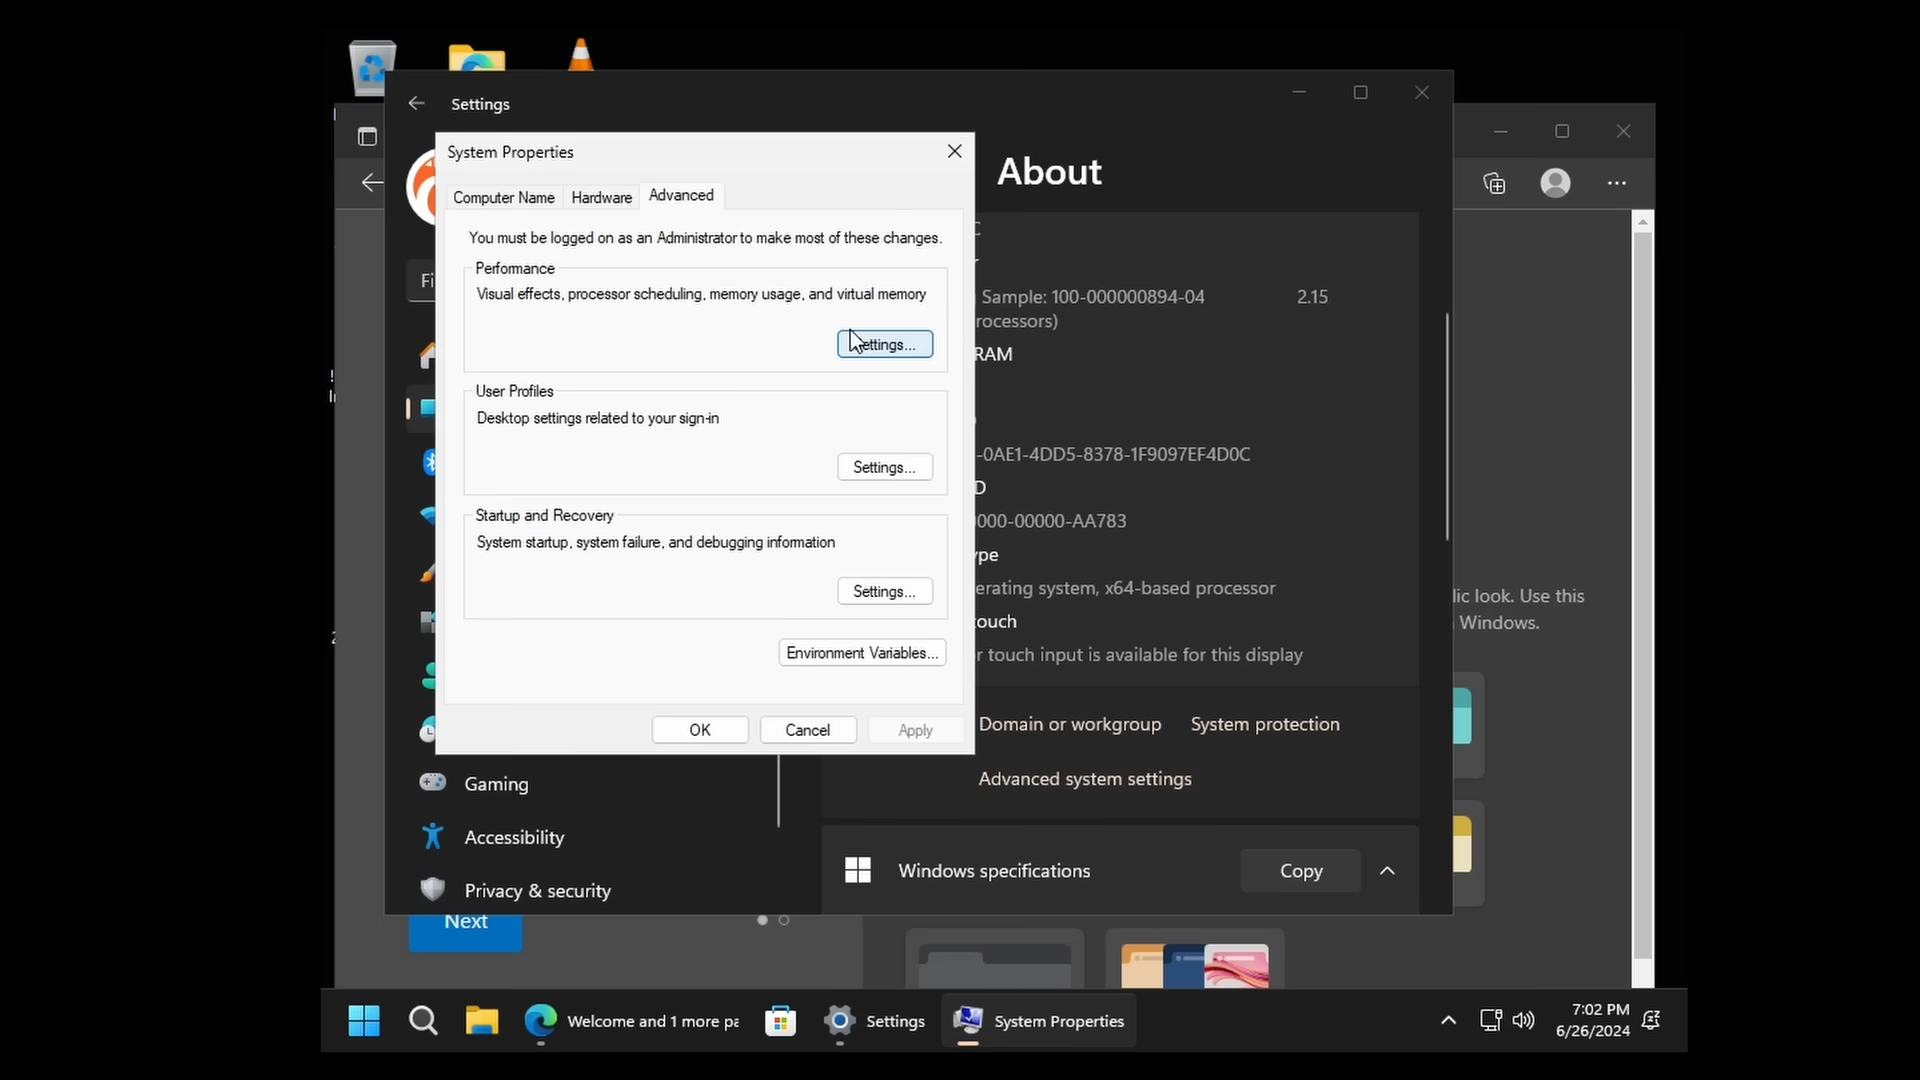 Settings
System Properties
Computer Name
Hardware
Advanced
You must be logged on as an Administrator to make most of these changes.
Performance
Visual effects, processor scheduling, memory usage, and virtual memory
User Profiles
Desktop settings related to your sign-in
Settings...
Startup and Recovery
System startup, system failure, and debugging information
Settings...
Environment Variables...
OK
Cancel
Apply
About
Sample: 100-000000894-04
2.15
rocessors)
RAM
-0AE1-4DD5-8378-1F9097EF4D0C
D
000-00000-AA783
ype
erating system, x64-based processor
touch
r touch input is available for this display
Domain or workgroup
System protection
Advanced system settings
Windows specifications
Copy
Gaming
Accessibility
Privacy & security
Next
lic look. Use this
Windows.
Welcome and 1 more pa
Settings
System Properties
7:02 PM
6/26/2024